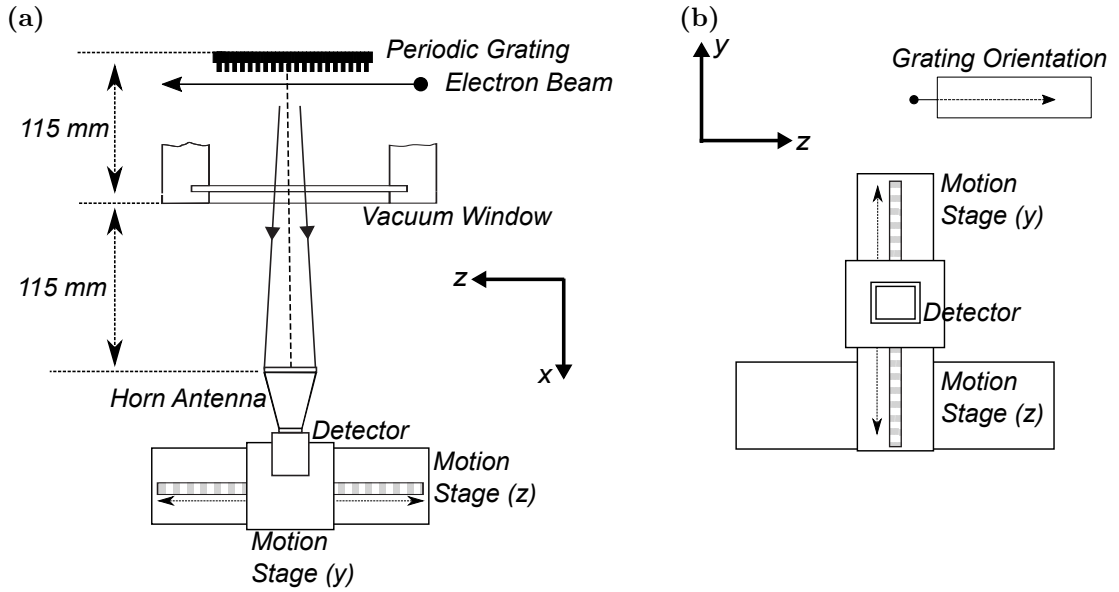 (a)
Periodic Grating
Electron Beam
115 mm
Vacuum Window
115 mm
z
x
Horn Antenna
Detector
Motion
Stage (z)
Motion
Stage (y)
(b)
y
z
Grating Orientation
Motion
Stage (y)
Detector
Motion
Stage (z)